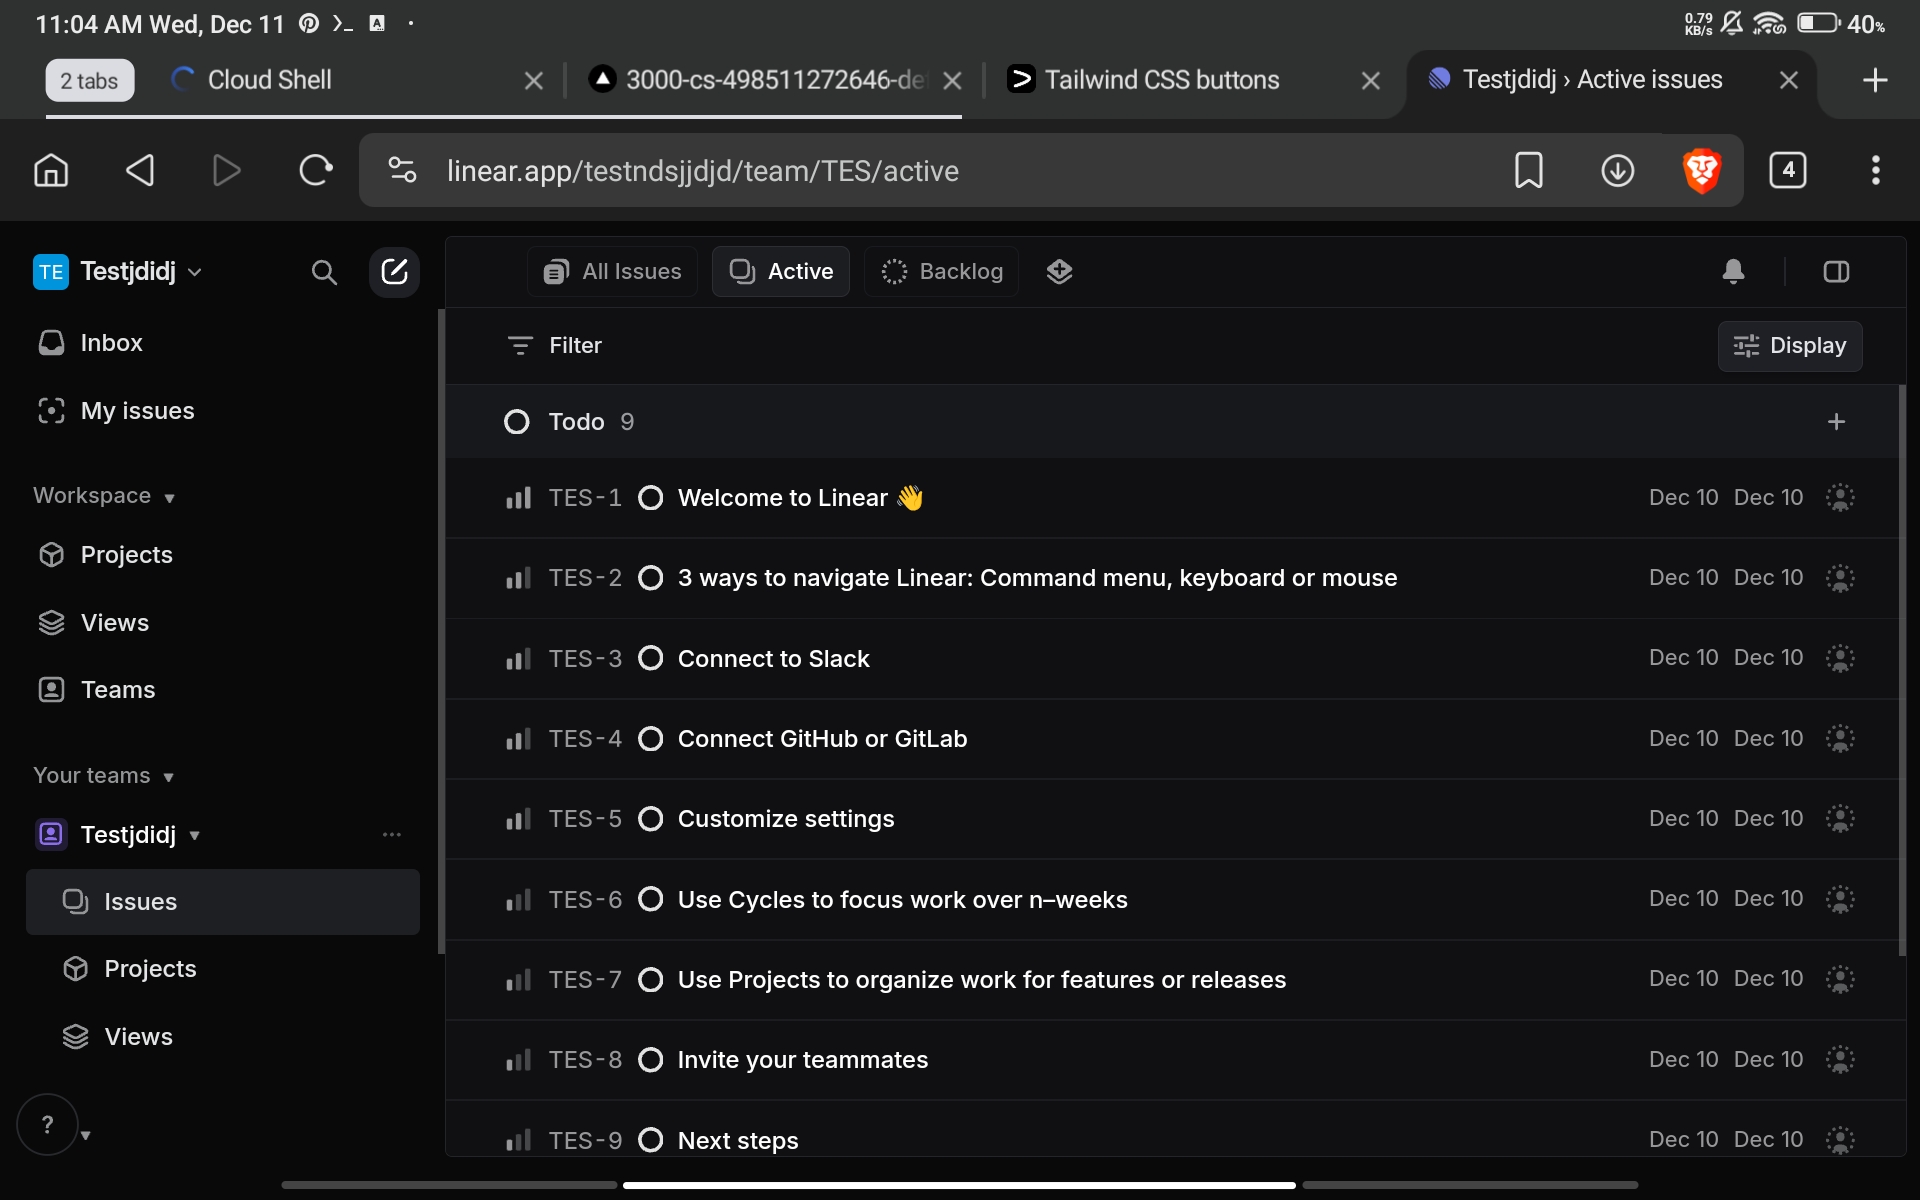 11:04 AM Wed, Dec 11
0.79 KB/s
40%
2 tabs
Cloud Shell
3000-cs-498511272646-de
Tailwind CSS buttons
Testjdidj › Active issues
linear.app/testndsjjdjd/team/TES/active
4
TE Testjdidj
Inbox
My issues
Workspace
Projects
Views
Teams
Your teams
Testjdidj
Issues
Projects
Views
?
All Issues
Active
Backlog
Filter
Display
Todo 9
TES-1 Welcome to Linear 👋 Dec 10 Dec 10
TES-2 3 ways to navigate Linear: Command menu, keyboard or mouse Dec 10 Dec 10
TES-3 Connect to Slack Dec 10 Dec 10
TES-4 Connect GitHub or GitLab Dec 10 Dec 10
TES-5 Customize settings Dec 10 Dec 10
TES-6 Use Cycles to focus work over n–weeks Dec 10 Dec 10
TES-7 Use Projects to organize work for features or releases Dec 10 Dec 10
TES-8 Invite your teammates Dec 10 Dec 10
TES-9 Next steps Dec 10 Dec 10